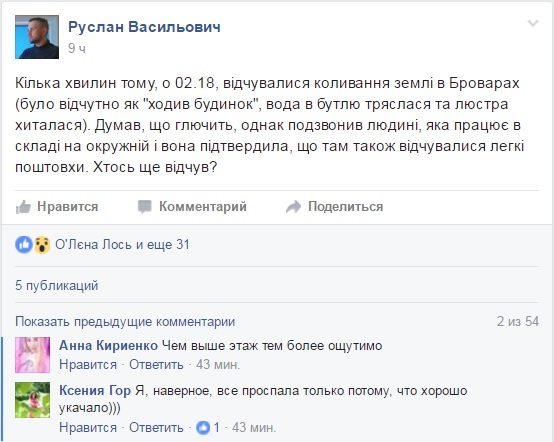 Руслан Васильович
9 ч
Кілька хвилин тому, о 02.18, відчувалися коливання землі в Броварах
(було відчутно як "ходив будинок", вода в бутлю тряслася та люстра
хиталася). Думав, що глючить, однак подзвонив людині, яка працює в
складі на окружній і вона підтвердила, що там також відчувалися легкі
поштовхи. Хтось ще відчув?
Нравится Комментарий Поделиться
О'Лєна Лось и еще 31
5 публикаций
Показать предыдущие комментарии 2 из 54
Анна Кириенко Чем выше этаж тем более ощутимо
Нравится · Ответить · 43 мин.
Ксения Гор Я, наверное, все проспала только потому, что хорошо
укачало)))
Нравится · Ответить · 1 · 43 мин.